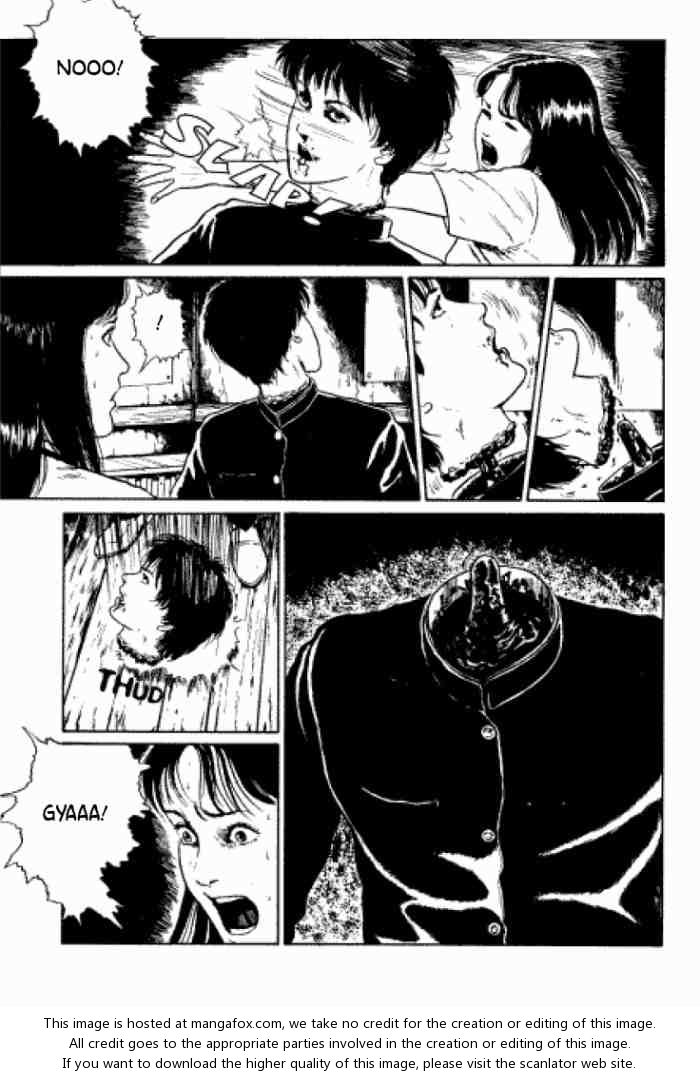 NOOO!
SLAP!
!
THUD
GYAAA!
This image is hosted at mangafox.com, we take no credit for the creation or editing of this image.
All credit goes to the appropriate parties involved in the creation or editing of this image.
If you want to download the higher quality of this image, please visit the scanlator web site.